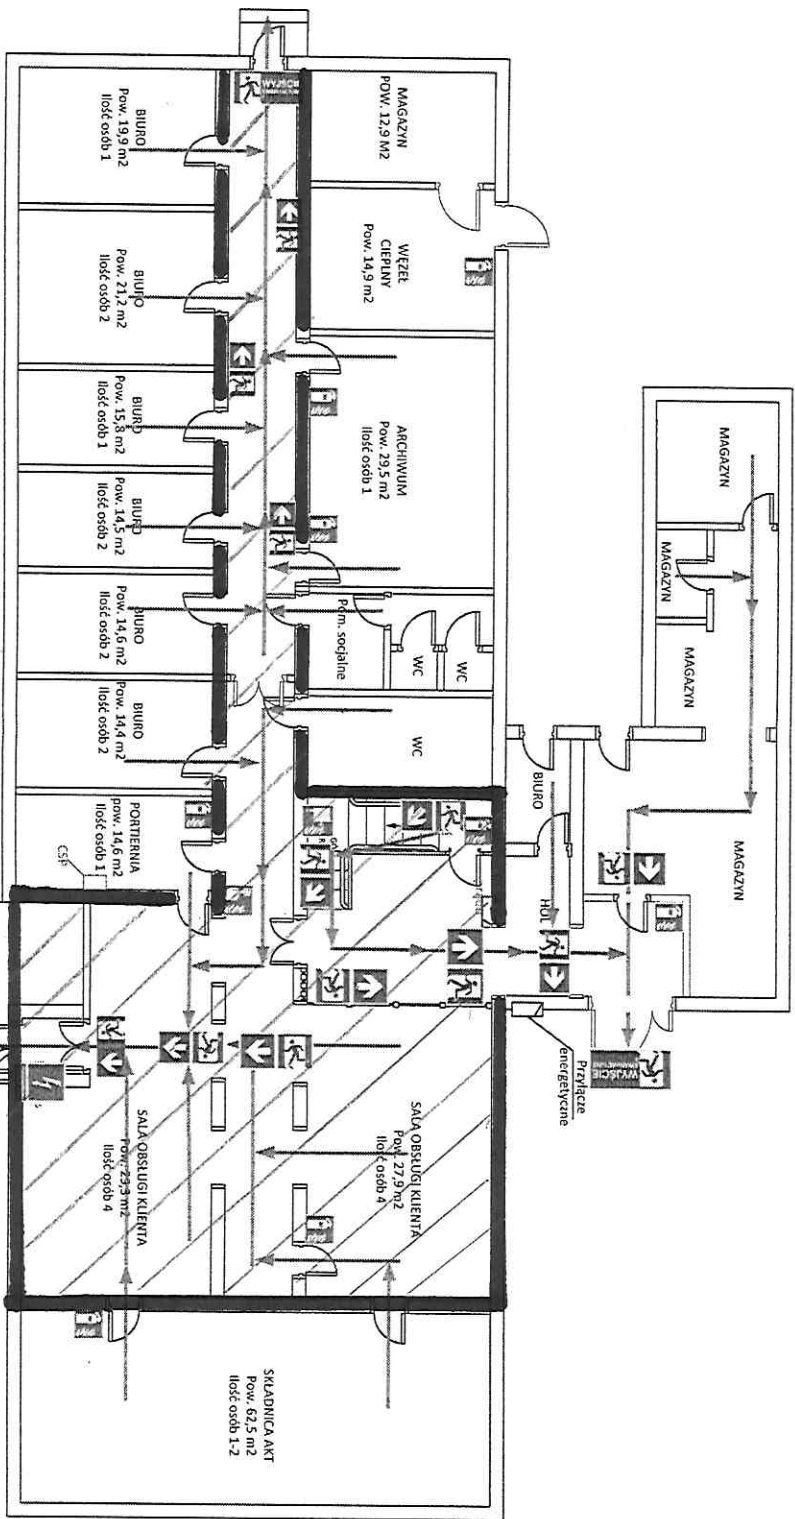 MAGAZYN
POW. 12,9 M2
WĘZEŁ
CIEPLNY
Pow. 14,9 m2
ARCHIWUM
Pow. 29,5 m2
Ilość osób 1
Pom. socjalne
WC
WC
WC
BIURO
Pow. 19,9 m2
Ilość osób 1
BIURO
Pow. 21,2 m2
Ilość osób 2
BIURO
Pow. 15,8 m2
Ilość osób 1
BIURO
Pow. 14,5 m2
Ilość osób 2
BIURO
Pow. 14,6 m2
Ilość osób 2
BIURO
Pow. 14,4 m2
Ilość osób 2
PORTIERNIA
pow. 14,6 m2
Ilość osób 1
CSP
MAGAZYN
MAGAZYN
MAGAZYN
MAGAZYN
BIURO
HOL
WYJŚCIE
EWAKUACYJNE
Przyłącze
energetyczne
SALA OBSŁUGI KLIENTA
Pow. 27,9 m2
Ilość osób 4
SALA OBSŁUGI KLIENTA
Pow. 29,3 m2
Ilość osób 4
SKŁADNICA AKT
Pow. 62,5 m2
Ilość osób 1-2